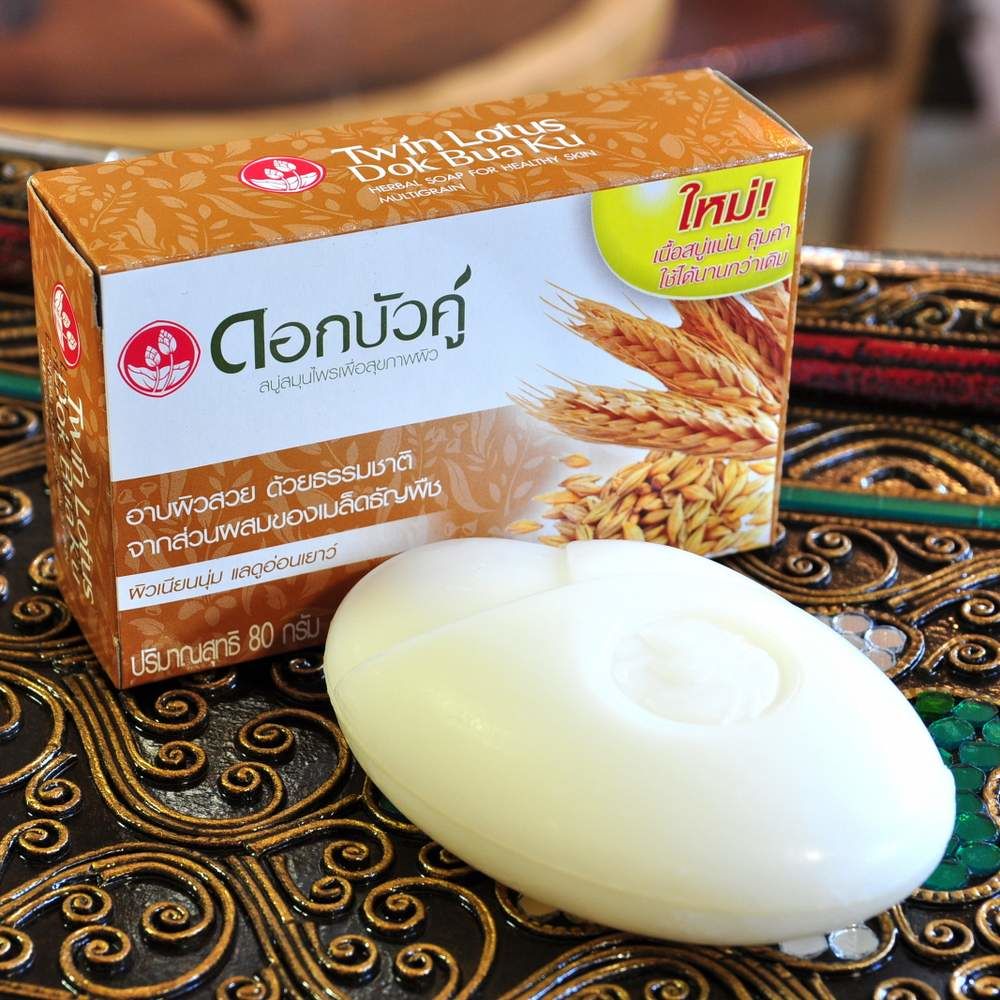 Twin Lotus
Dok Bua Ku
HERBAL SOAP FOR HEALTHY SKIN
MULTIGRAIN
ใหม่!
เนื้อสบู่แน่น คุ้มค่า
ใช้ได้นานกว่าเดิม
ดอกบัวคู่
สบู่สมุนไพรเพื่อสุขภาพผิว
อาบผิวสวย ด้วยธรรมชาติ
จากส่วนผสมของเมล็ดธัญพืช
ผิวเนียนนุ่ม แลดูอ่อนเยาว์
ปริมาณสุทธิ 80 กรัม
Twin Lotus